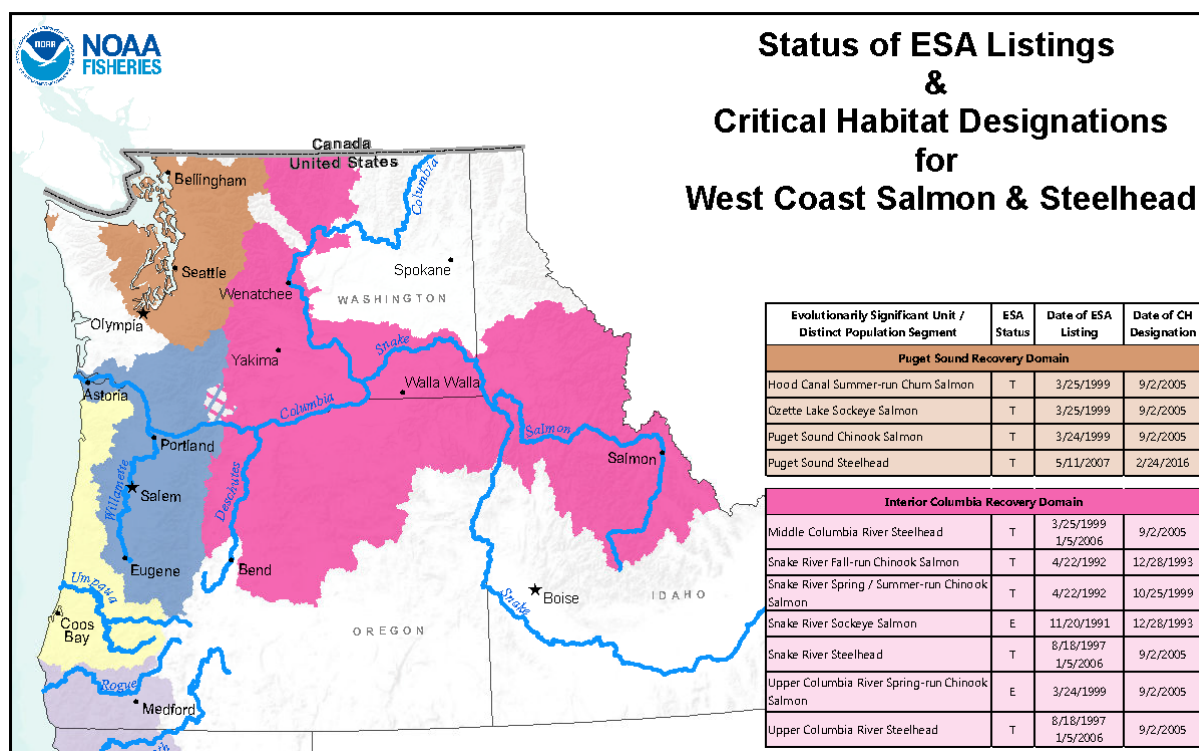 NOAA
NOAA
FISHERIES
Status of ESA Listings
&
Critical Habitat Designations
for
West Coast Salmon & Steelhead
Canada
United States
Bellingham
Columbia
Seattle
Spokane
Wenatchee
WASHINGTON
Olympia
Yakima
Snake
Walla Walla
Astoria
Columbia
Portland
Salmon
Salmon
Willamette
Salem
Deschutes
Eugene
Bend
Umpqua
Boise
Snake
IDAHO
Coos
Bay
OREGON
Rogue
Medford
Evolutionarily Significant Unit / Distinct Population Segment ESA Status Date of ESA Listing Date of CH Designation
Puget Sound Recovery Domain
Hood Canal Summer-run Chum Salmon T 3/25/1999 9/2/2005
Ozette Lake Sockeye Salmon T 3/25/1999 9/2/2005
Puget Sound Chinook Salmon T 3/24/1999 9/2/2005
Puget Sound Steelhead T 5/11/2007 2/24/2016
Interior Columbia Recovery Domain
Middle Columbia River Steelhead T 3/25/1999 1/5/2006 9/2/2005
Snake River Fall-run Chinook Salmon T 4/22/1992 12/28/1993
Snake River Spring / Summer-run Chinook Salmon T 4/22/1992 10/25/1999
Snake River Sockeye Salmon E 11/20/1991 12/28/1993
Snake River Steelhead T 8/18/1997 1/5/2006 9/2/2005
Upper Columbia River Spring-run Chinook Salmon E 3/24/1999 9/2/2005
Upper Columbia River Steelhead T 8/18/1997 1/5/2006 9/2/2005